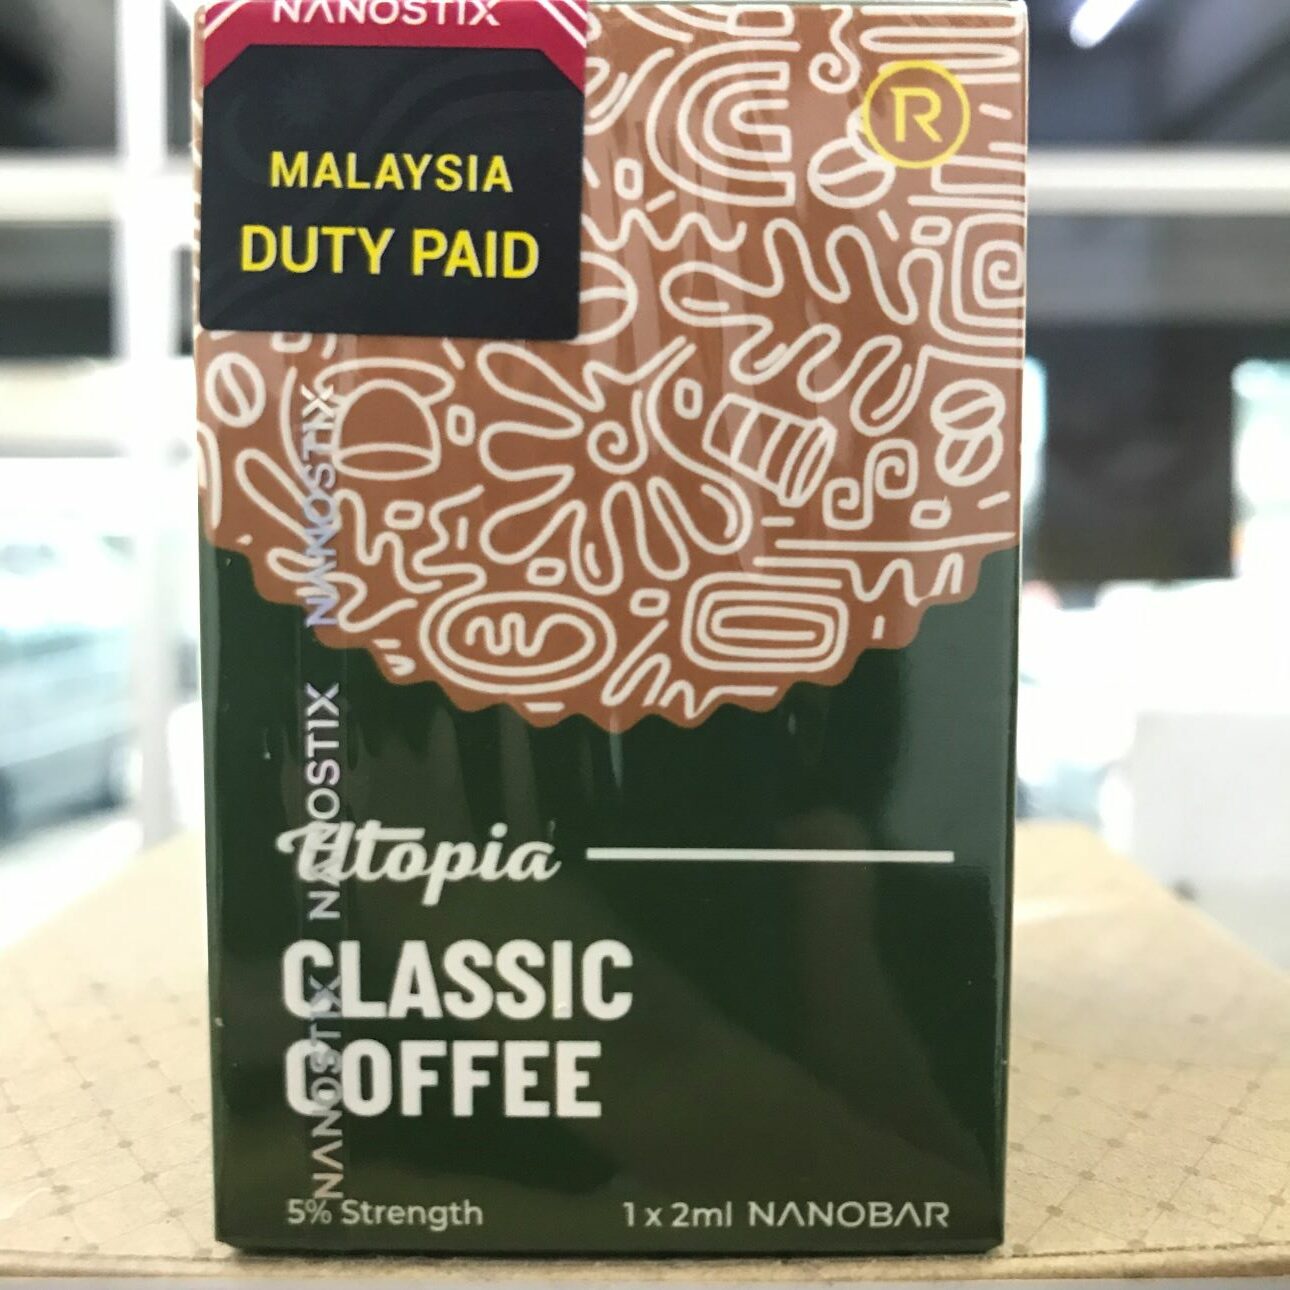 NANOSTIX
MALAYSIA
DUTY PAID
R
NANOSTIX
NANOSTIX
NANOSTIX
Utopia
CLASSIC
COFFEE
5% Strength
1 x 2ml NANOBAR